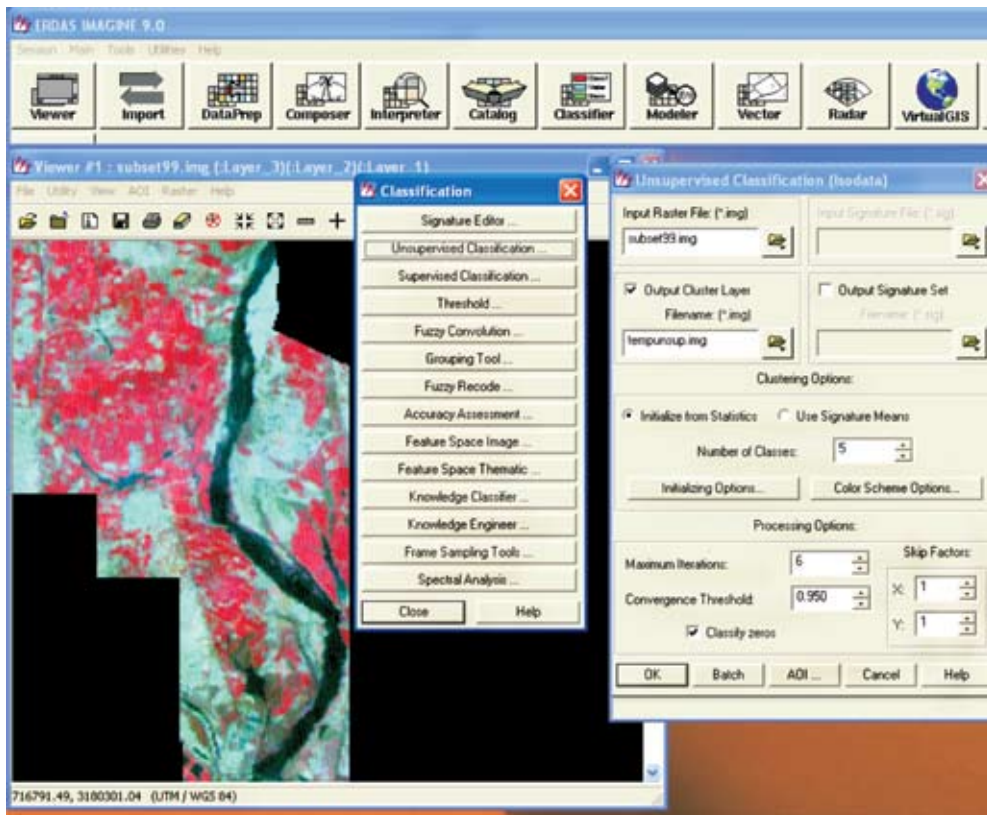 ERDAS IMAGINE 9.0
Session Main Tools Utilities Help
Viewer Import DataPrep Composer Interpreter Catalog Classifier Modeler Vector Radar VirtualGIS
Viewer #1 : subset99.img (:Layer_3)(:Layer_2)(:Layer_1)
File Utility View AOI Raster Help
Classification
Signature Editor ...
Unsupervised Classification ...
Supervised Classification ...
Threshold ...
Fuzzy Convolution ...
Grouping Tool ...
Fuzzy Recode ...
Accuracy Assessment ...
Feature Space Image ...
Feature Space Thematic ...
Knowledge Classifier ...
Knowledge Engineer ...
Frame Sampling Tools ...
Spectral Analysis ...
Close Help
Unsupervised Classification (Isodata)
Input Raster File: (*.img) Input Signature File: (*.sig)
subset99.img
Output Cluster Layer Output Signature Set
Filename: (*.img) Filename: (*.sig)
tempunsup.img
Clustering Options:
Initialize from Statistics Use Signature Means
Number of Classes: 5
Initializing Options... Color Scheme Options...
Processing Options:
Maximum Iterations: 6 Skip Factors:
Convergence Threshold: 0.950 X: 1
Classify zeros Y: 1
OK Batch AOI ... Cancel Help
716791.49, 3180301.04 (UTM / WGS 84)